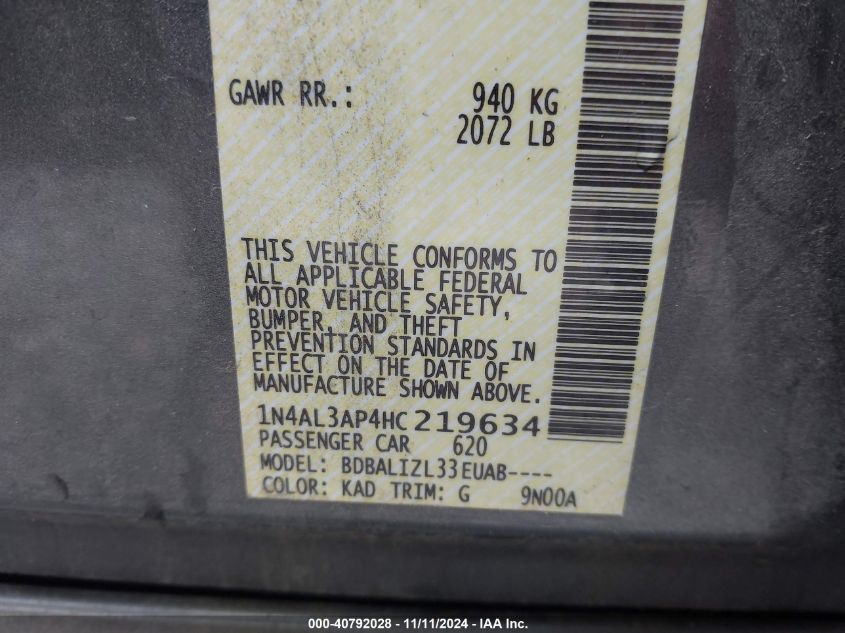 GAWR RR.: 940 KG
2072 LB
THIS VEHICLE CONFORMS TO
ALL APPLICABLE FEDERAL
MOTOR VEHICLE SAFETY,
BUMPER, AND THEFT
PREVENTION STANDARDS IN
EFFECT ON THE DATE OF
MANUFACTURE SHOWN ABOVE.
1N4AL3AP4HC219634
PASSENGER CAR 620
MODEL: BDBALIZL33EUAB----
COLOR: KAD TRIM: G 9N00A
000-40792028 - 11/11/2024 - IAA Inc.